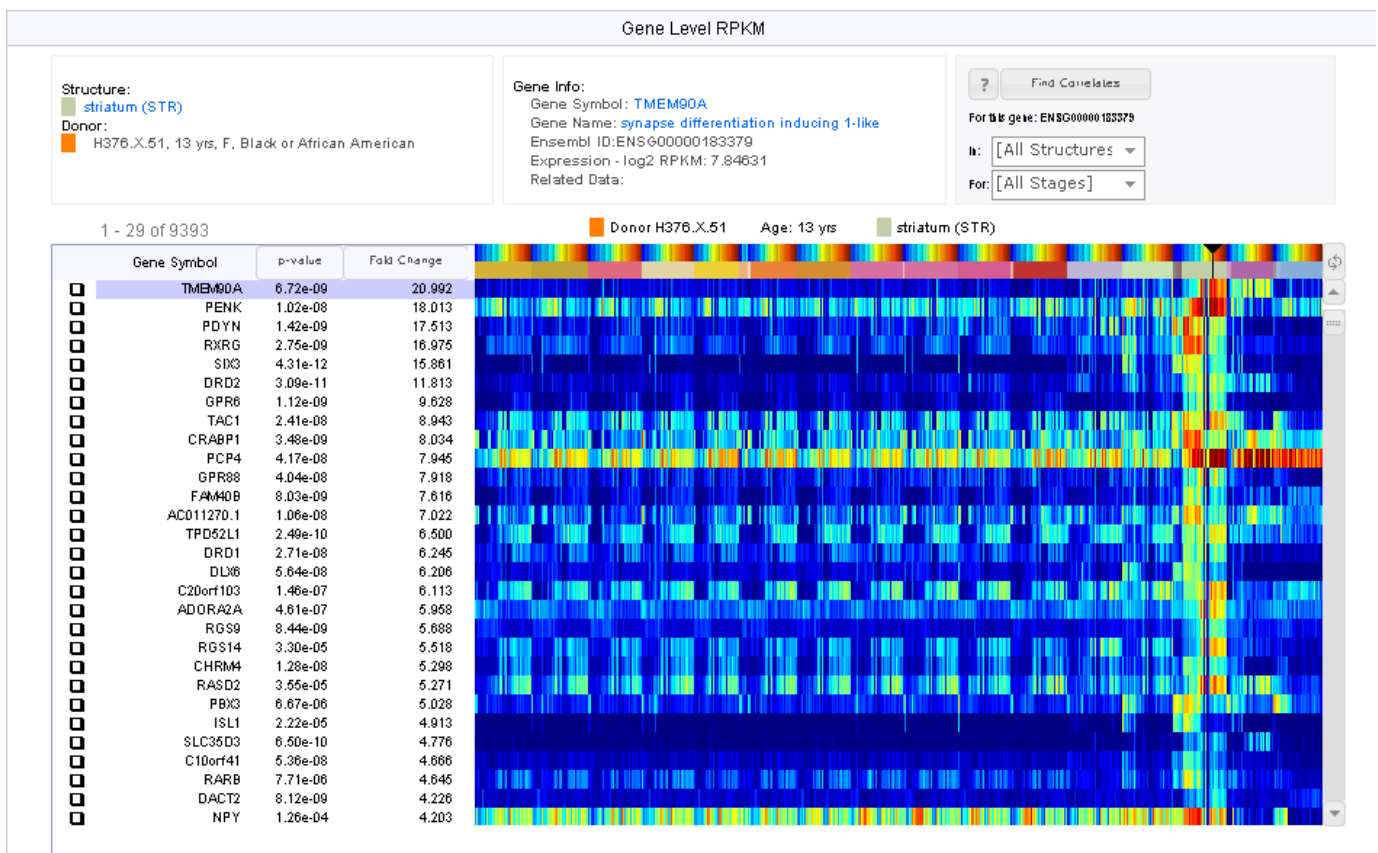 Gene Level RPKM
Structure:
striatum (STR)
Donor:
H376.X.51, 13 yrs, F, Black or African American
Gene Info:
Gene Symbol: TMEM90A
Gene Name: synapse differentiation inducing 1-like
Ensembl ID:ENSG00000183379
Expression - log2 RPKM: 7.84631
Related Data:
? Find Correlates
For this gene: ENSG00000183379
In: [All Structures
For: [All Stages]
1 - 29 of 9393
Donor H376.X.51 Age: 13 yrs striatum (STR)
Gene Symbol p-value Fold Change
TMEM90A 6.72e-09 20.992
PENK 1.02e-08 18.013
PDYN 1.42e-09 17.513
RXRG 2.75e-09 16.975
SIX3 4.31e-12 15.861
DRD2 3.09e-11 11.813
GPR6 1.12e-09 9.628
TAC1 2.41e-08 8.943
CRABP1 3.48e-09 8.034
PCP4 4.17e-08 7.945
GPR88 4.04e-08 7.918
FAM40B 8.03e-09 7.616
AC011270.1 1.06e-08 7.022
TPD52L1 2.49e-10 6.500
DRD1 2.71e-08 6.245
DLX6 5.64e-08 6.206
C20orf103 1.46e-07 6.113
ADORA2A 4.61e-07 5.958
RGS9 8.44e-09 5.688
RGS14 3.30e-05 5.518
CHRM4 1.28e-08 5.298
RASD2 3.55e-05 5.271
PBX3 6.67e-06 5.028
ISL1 2.22e-05 4.913
SLC35D3 6.50e-10 4.776
C10orf41 5.36e-08 4.666
RARB 7.71e-06 4.645
DACT2 8.12e-09 4.226
NPY 1.26e-04 4.203